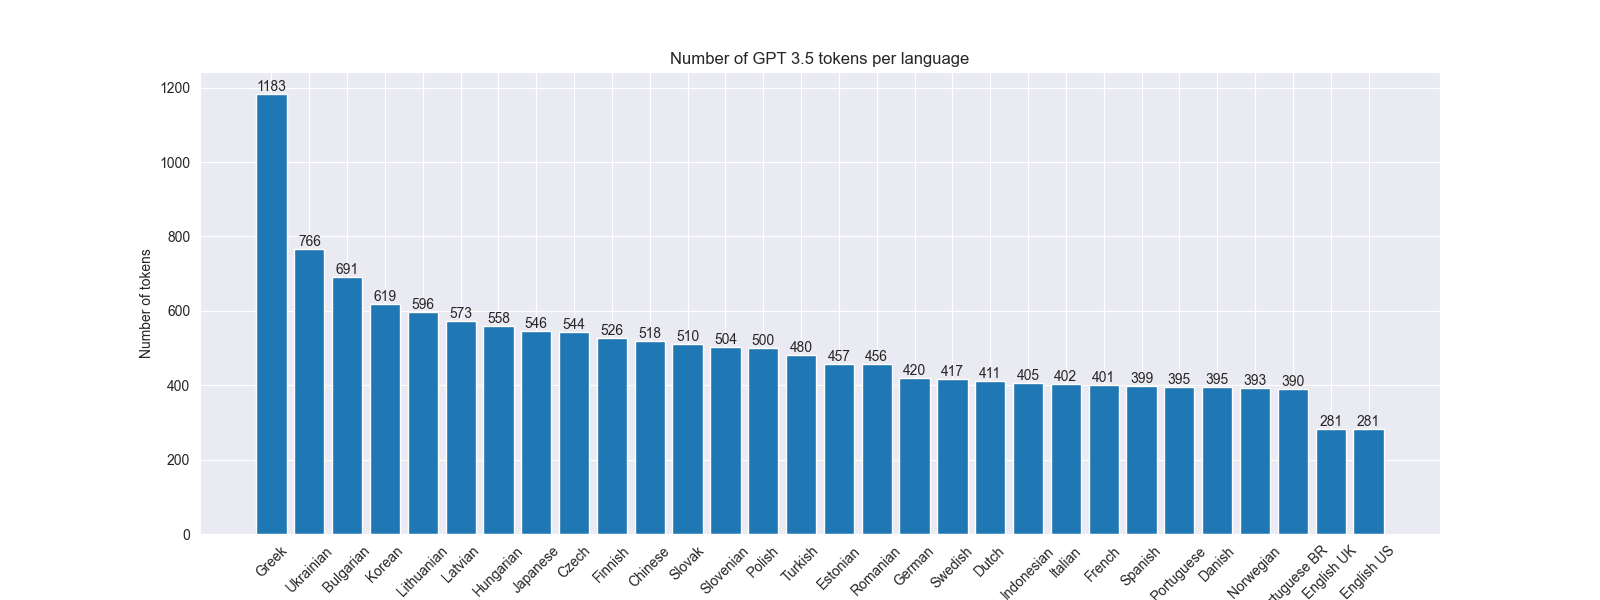 Number of GPT 3.5 tokens per language
Number of tokens
1200
1000
800
600
400
200
0
1183
766
691
619
596
573
558
546
544
526
518
510
504
500
480
457
456
420
417
411
405
402
401
399
395
395
393
390
281
281
Greek
Ukrainian
Bulgarian
Korean
Lithuanian
Latvian
Hungarian
Japanese
Czech
Finnish
Chinese
Slovak
Slovenian
Polish
Turkish
Estonian
Romanian
German
Swedish
Dutch
Indonesian
Italian
French
Spanish
Portuguese
Danish
Norwegian
rtuguese BR
English UK
English US